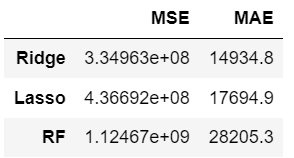 MSE MAE
Ridge 3.34963e+08 14934.8
Lasso 4.36692e+08 17694.9
RF 1.12467e+09 28205.3